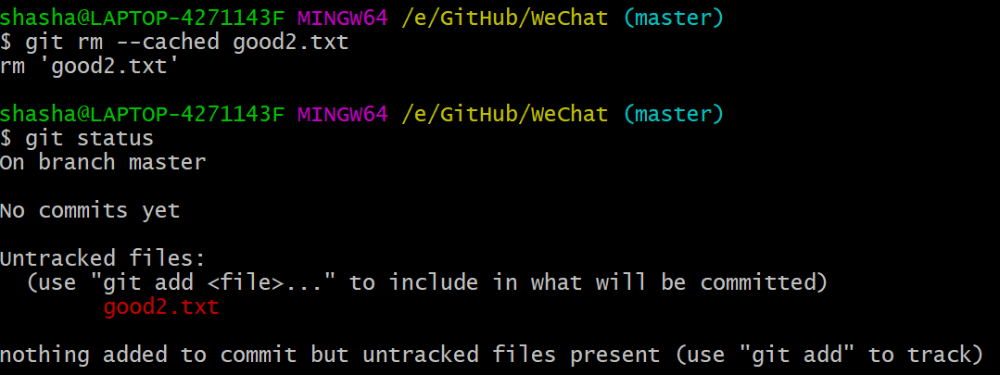 shasha@LAPTOP-4271143F MINGW64 /e/GitHub/WeChat (master)
$ git rm --cached good2.txt
rm 'good2.txt'

shasha@LAPTOP-4271143F MINGW64 /e/GitHub/WeChat (master)
$ git status
On branch master

No commits yet

Untracked files:
  (use "git add <file>..." to include in what will be committed)
        good2.txt

nothing added to commit but untracked files present (use "git add" to track)